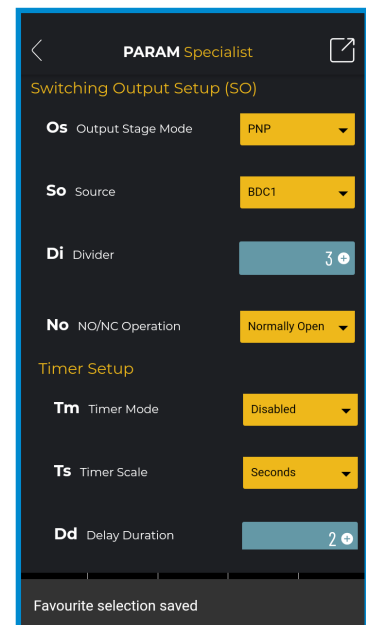 PARAM Specialist
Switching Output Setup (SO)
Os Output Stage Mode PNP
So Source BDC1
Di Divider 3
No NO/NC Operation Normally Open
Timer Setup
Tm Timer Mode Disabled
Ts Timer Scale Seconds
Dd Delay Duration 2
Favourite selection saved